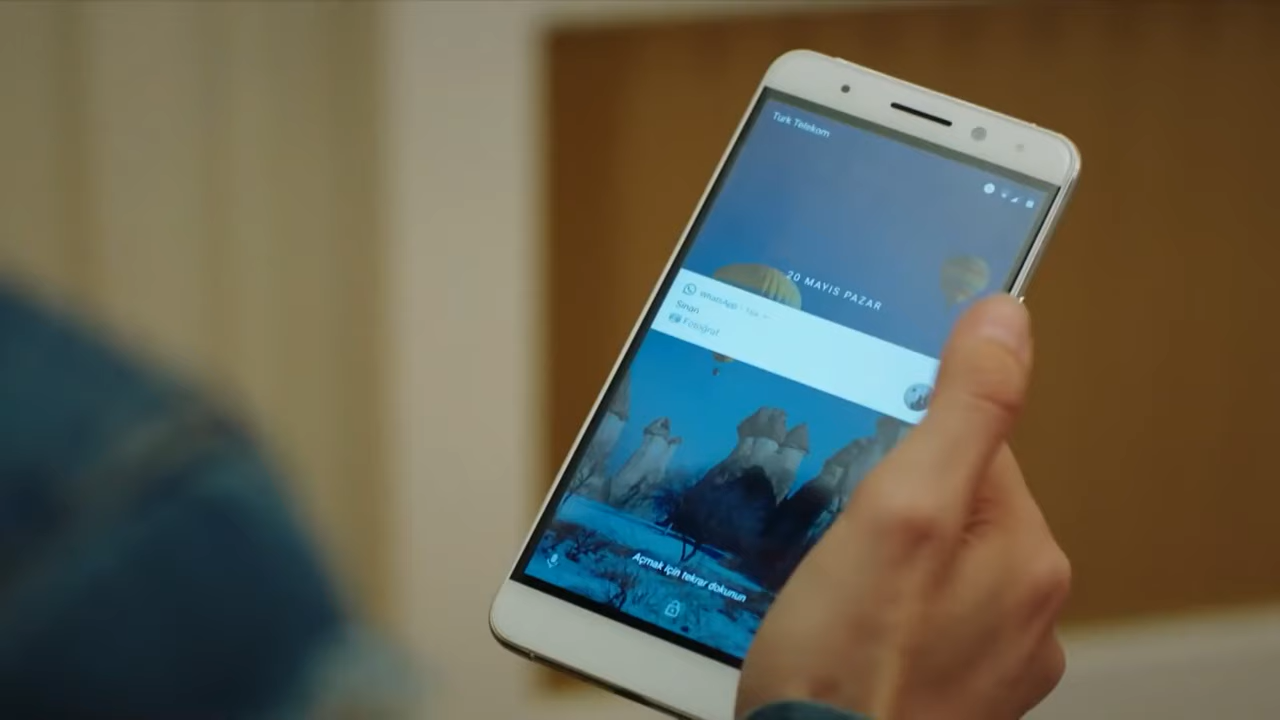 Turk Telekom
20 MAYIS PAZAR
WhatsApp
Sinan
Fotoğraf
Açmak için tekrar dokunun